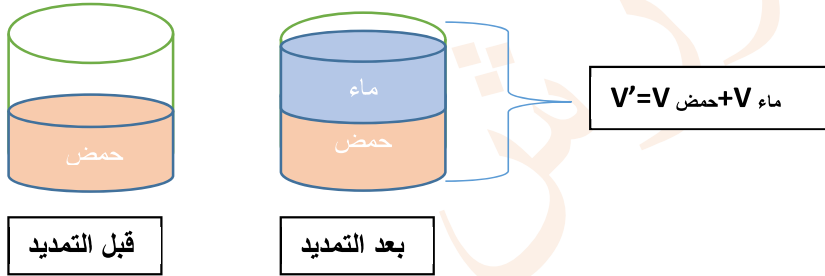 حمض
ماء
حمض
V’=V حمض+V ماء
قبل التمديد
بعد التمديد